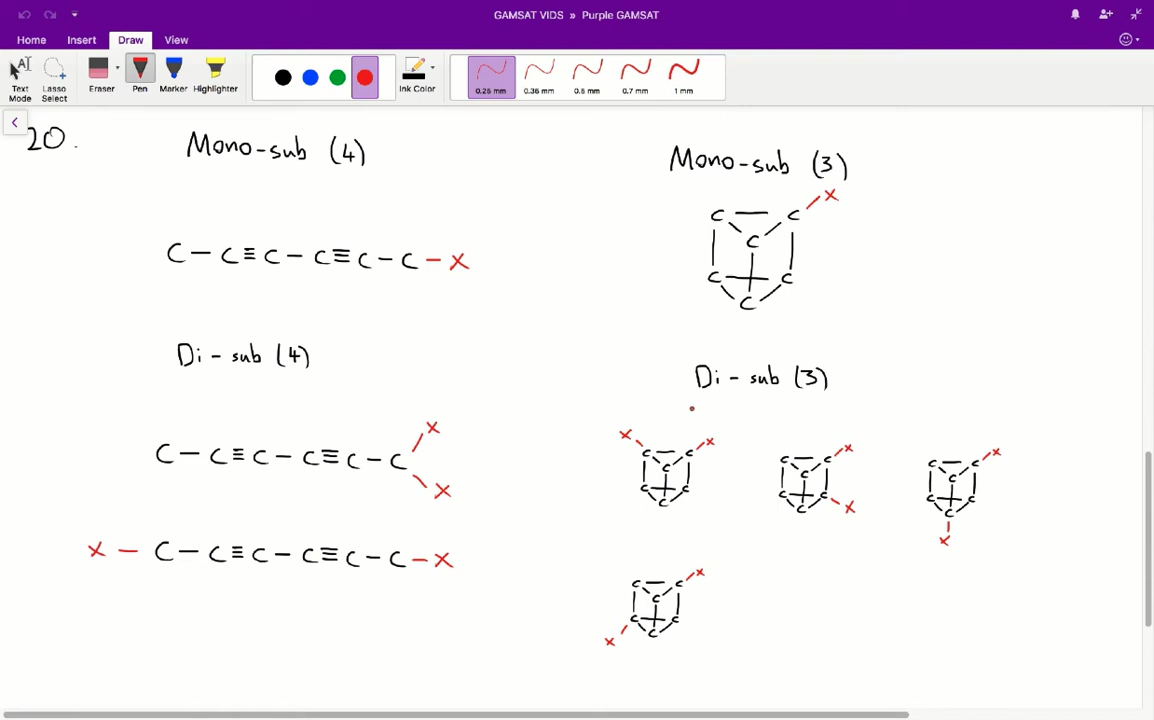 GAMSAT VIDS » Purple GAMSAT
Home Insert Draw View
Text Mode
Lasso Select
Eraser
Pen
Marker
Highlighter
Ink Color
0.25 mm
0.35 mm
0.5 mm
0.7 mm
1 mm
20.
Mono-sub (4)
Mono-sub (3)
C - C ≡ C - C ≡ C - C - X
C — C X
C
C C
C
Di - sub (4)
Di - sub (3)
X
C - C ≡ C - C ≡ C - C
X
X - C - C ≡ C - C ≡ C - C - X
X C — C X
C
C C
C
C — C X
C
C C X
C
C — C X
C
C C
C
X
C — C X
C
C C
X C